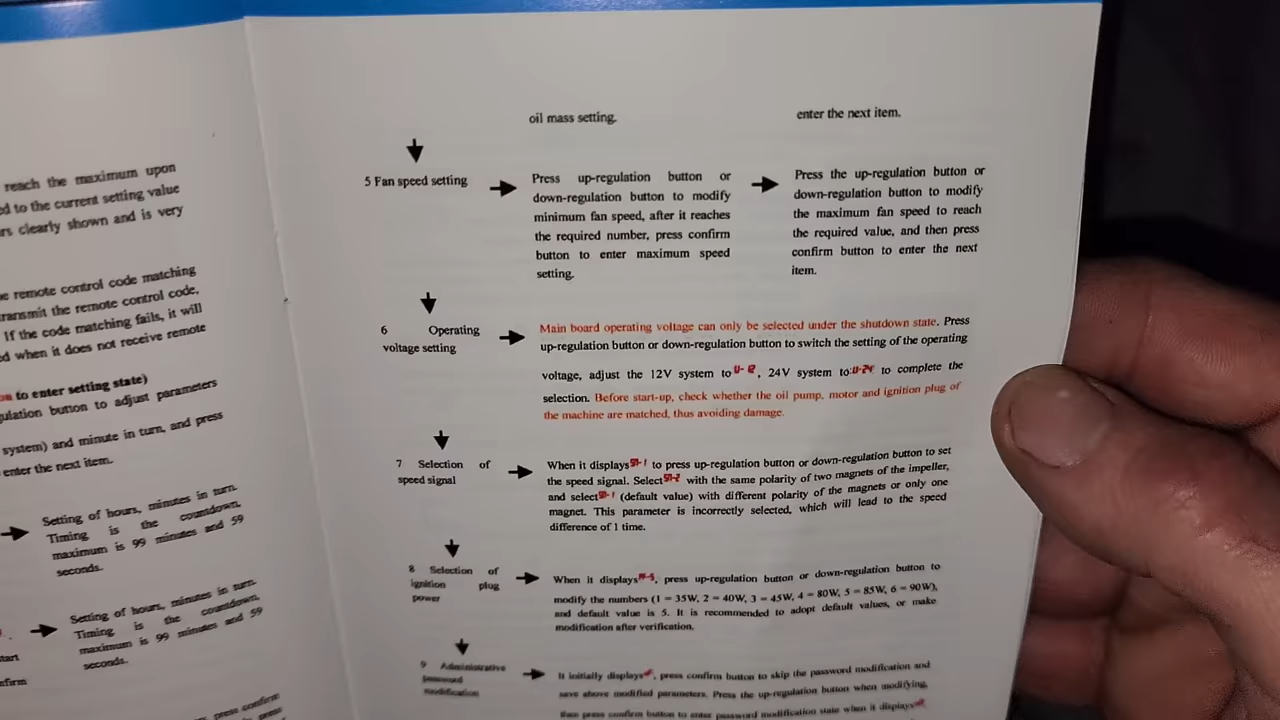 reach the maximum upon
ed to the current setting value
rs clearly shown and is very
e remote control code matching
transmit the remote control code,
If the code matching fails, it will
d when it does not receive remote
on to enter setting state)
gulation button to adjust parameters
system) and minute in turn, and press
enter the next item.
Setting of hours, minutes in turn.
Timing is the countdown,
maximum is 99 minutes and 59
seconds.
Setting of hours, minutes in turn.
Timing is the countdown,
maximum is 99 minutes and 59
seconds.
start
nfirm
press confirm
oil mass setting.
enter the next item.
5 Fan speed setting
Press up-regulation button or
down-regulation button to modify
minimum fan speed, after it reaches
the required number, press confirm
button to enter maximum speed
setting.
Press the up-regulation button or
down-regulation button to modify
the maximum fan speed to reach
the required value, and then press
confirm button to enter the next
item.
6 Operating
voltage setting
Main board operating voltage can only be selected under the shutdown state. Press
up-regulation button or down-regulation button to switch the setting of the operating
voltage, adjust the 12V system to U-12, 24V system to:U-24 to complete the
selection. Before start-up, check whether the oil pump, motor and ignition plug of
the machine are matched, thus avoiding damage.
7 Selection of
speed signal
When it displays to press up-regulation button or down-regulation button to set
the speed signal. Select with the same polarity of two magnets of the impeller,
and select (default value) with different polarity of the magnets or only one
magnet. This parameter is incorrectly selected, which will lead to the speed
difference of 1 time.
8 Selection of
ignition plug
power
When it displays, press up-regulation button or down-regulation button to
modify the numbers (1 = 35W, 2 = 40W, 3 = 45W, 4 = 80W, 5 = 85W, 6 = 90W),
and default value is 5. It is recommended to adopt default values, or make
modification after verification.
9 Administrative
password
modification
It initially displays, press confirm button to skip the password modification and
save above modified parameters. Press the up-regulation button when modifying,
then press confirm button to enter password modification state when it displays